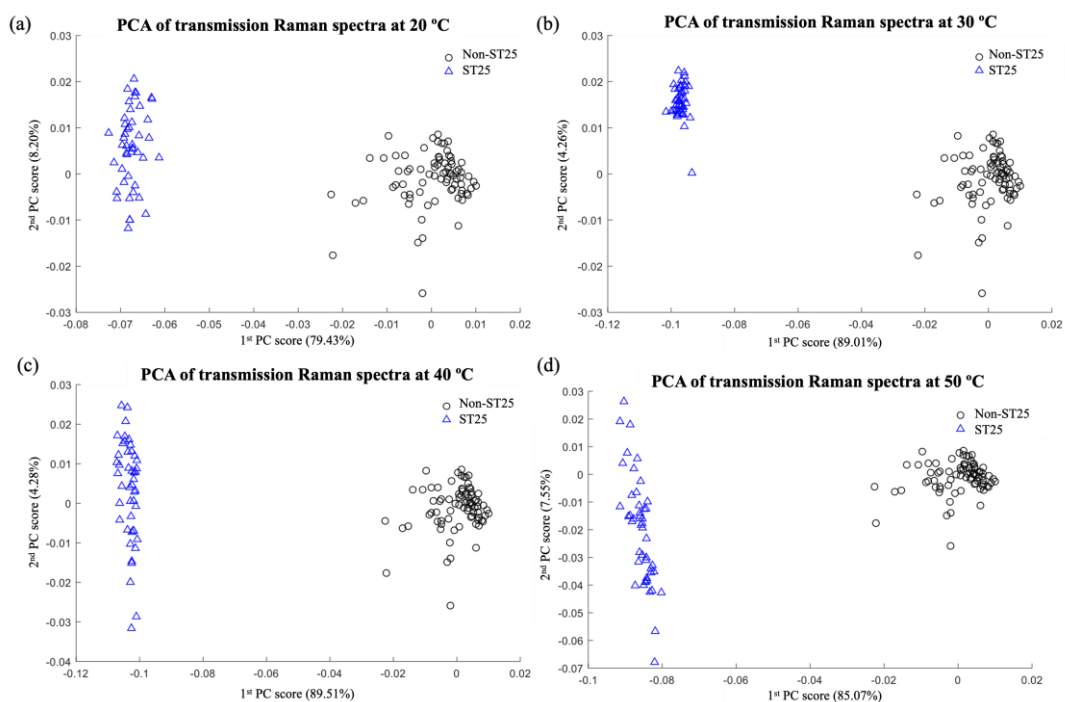 (a)
PCA of transmission Raman spectra at 20 ºC
0.03
Non-ST25
ST25
0.02
0.01
0
-0.01
-0.02
-0.03
2nd PC score (8.20%)
-0.08 -0.07 -0.06 -0.05 -0.04 -0.03 -0.02 -0.01 0 0.01 0.02
1st PC score (79.43%)
(b)
PCA of transmission Raman spectra at 30 ºC
0.03
Non-ST25
ST25
0.02
0.01
0
-0.01
-0.02
-0.03
2nd PC score (4.26%)
-0.12 -0.1 -0.08 -0.06 -0.04 -0.02 0 0.02
1st PC score (89.01%)
(c)
PCA of transmission Raman spectra at 40 ºC
0.03
Non-ST25
ST25
0.02
0.01
0
-0.01
-0.02
-0.03
-0.04
2nd PC score (4.28%)
-0.12 -0.1 -0.08 -0.06 -0.04 -0.02 0 0.02
1st PC score (89.51%)
(d)
PCA of transmission Raman spectra at 50 ºC
0.03
Non-ST25
ST25
0.02
0.01
0
-0.01
-0.02
-0.03
-0.04
-0.05
-0.06
-0.07
2nd PC score (7.55%)
-0.1 -0.08 -0.06 -0.04 -0.02 0 0.02
1st PC score (85.07%)